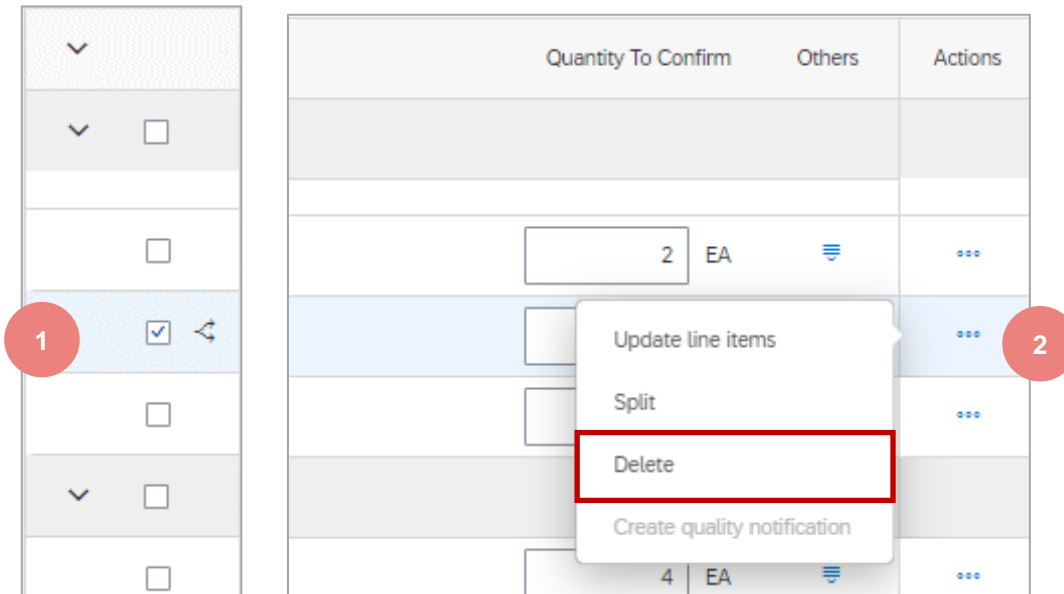 Quantity To Confirm Others Actions
2 EA
1
Update line items
2
Split
Delete
Create quality notification
4 EA